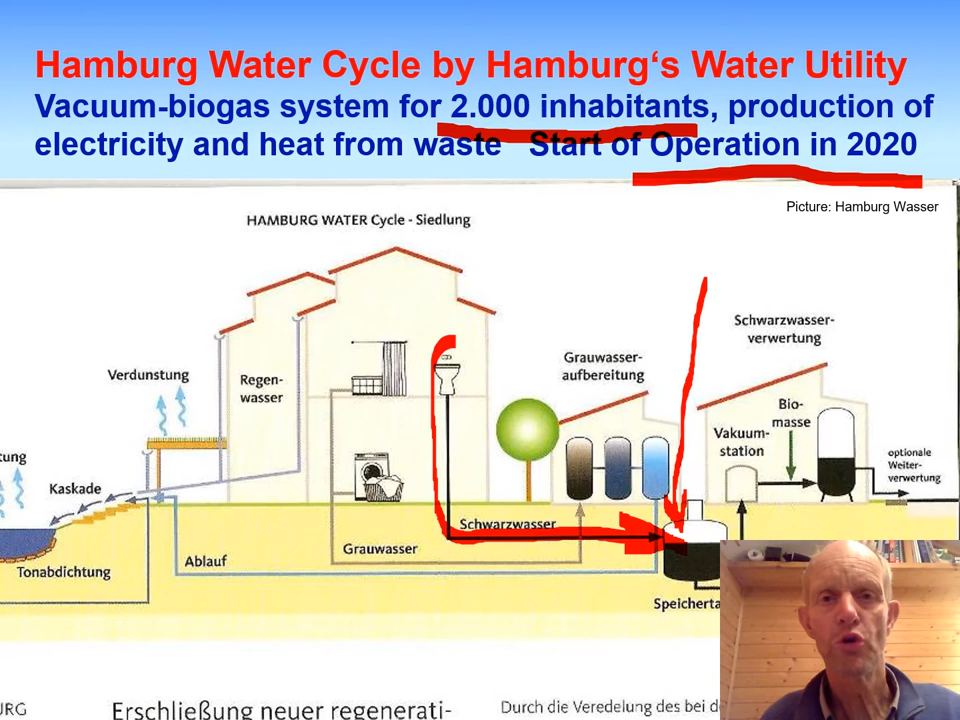 Hamburg Water Cycle by Hamburg‘s Water Utility
Vacuum-biogas system for 2.000 inhabitants, production of
electricity and heat from waste Start of Operation in 2020
Picture: Hamburg Wasser
HAMBURG WATER Cycle - Siedlung
Schwarzwasser-
verwertung
Grauwasser-
aufbereitung
Verdunstung
Regen-
wasser
Bio-
masse
Vakuum-
station
optionale
Weiter-
verwertung
Kaskade
Schwarzwasser
Grauwasser
Ablauf
Tonabdichtung
Erschließung neuer regenerati-
Durch die Veredelung des bei